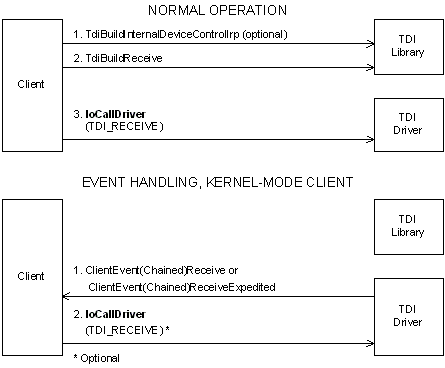 NORMAL OPERATION
1. TdiBuildInternalDeviceControlIrp (optional)
2. TdiBuildReceive
TDI
Library
Client
3. IoCallDriver
(TDI_RECEIVE)
TDI
Driver
EVENT HANDLING, KERNEL-MODE CLIENT
TDI
Library
Client
1. ClientEvent(Chained)Receive or
ClientEvent(Chained)ReceiveExpedited
2. IoCallDriver
(TDI_RECEIVE) *
TDI
Driver
* Optional